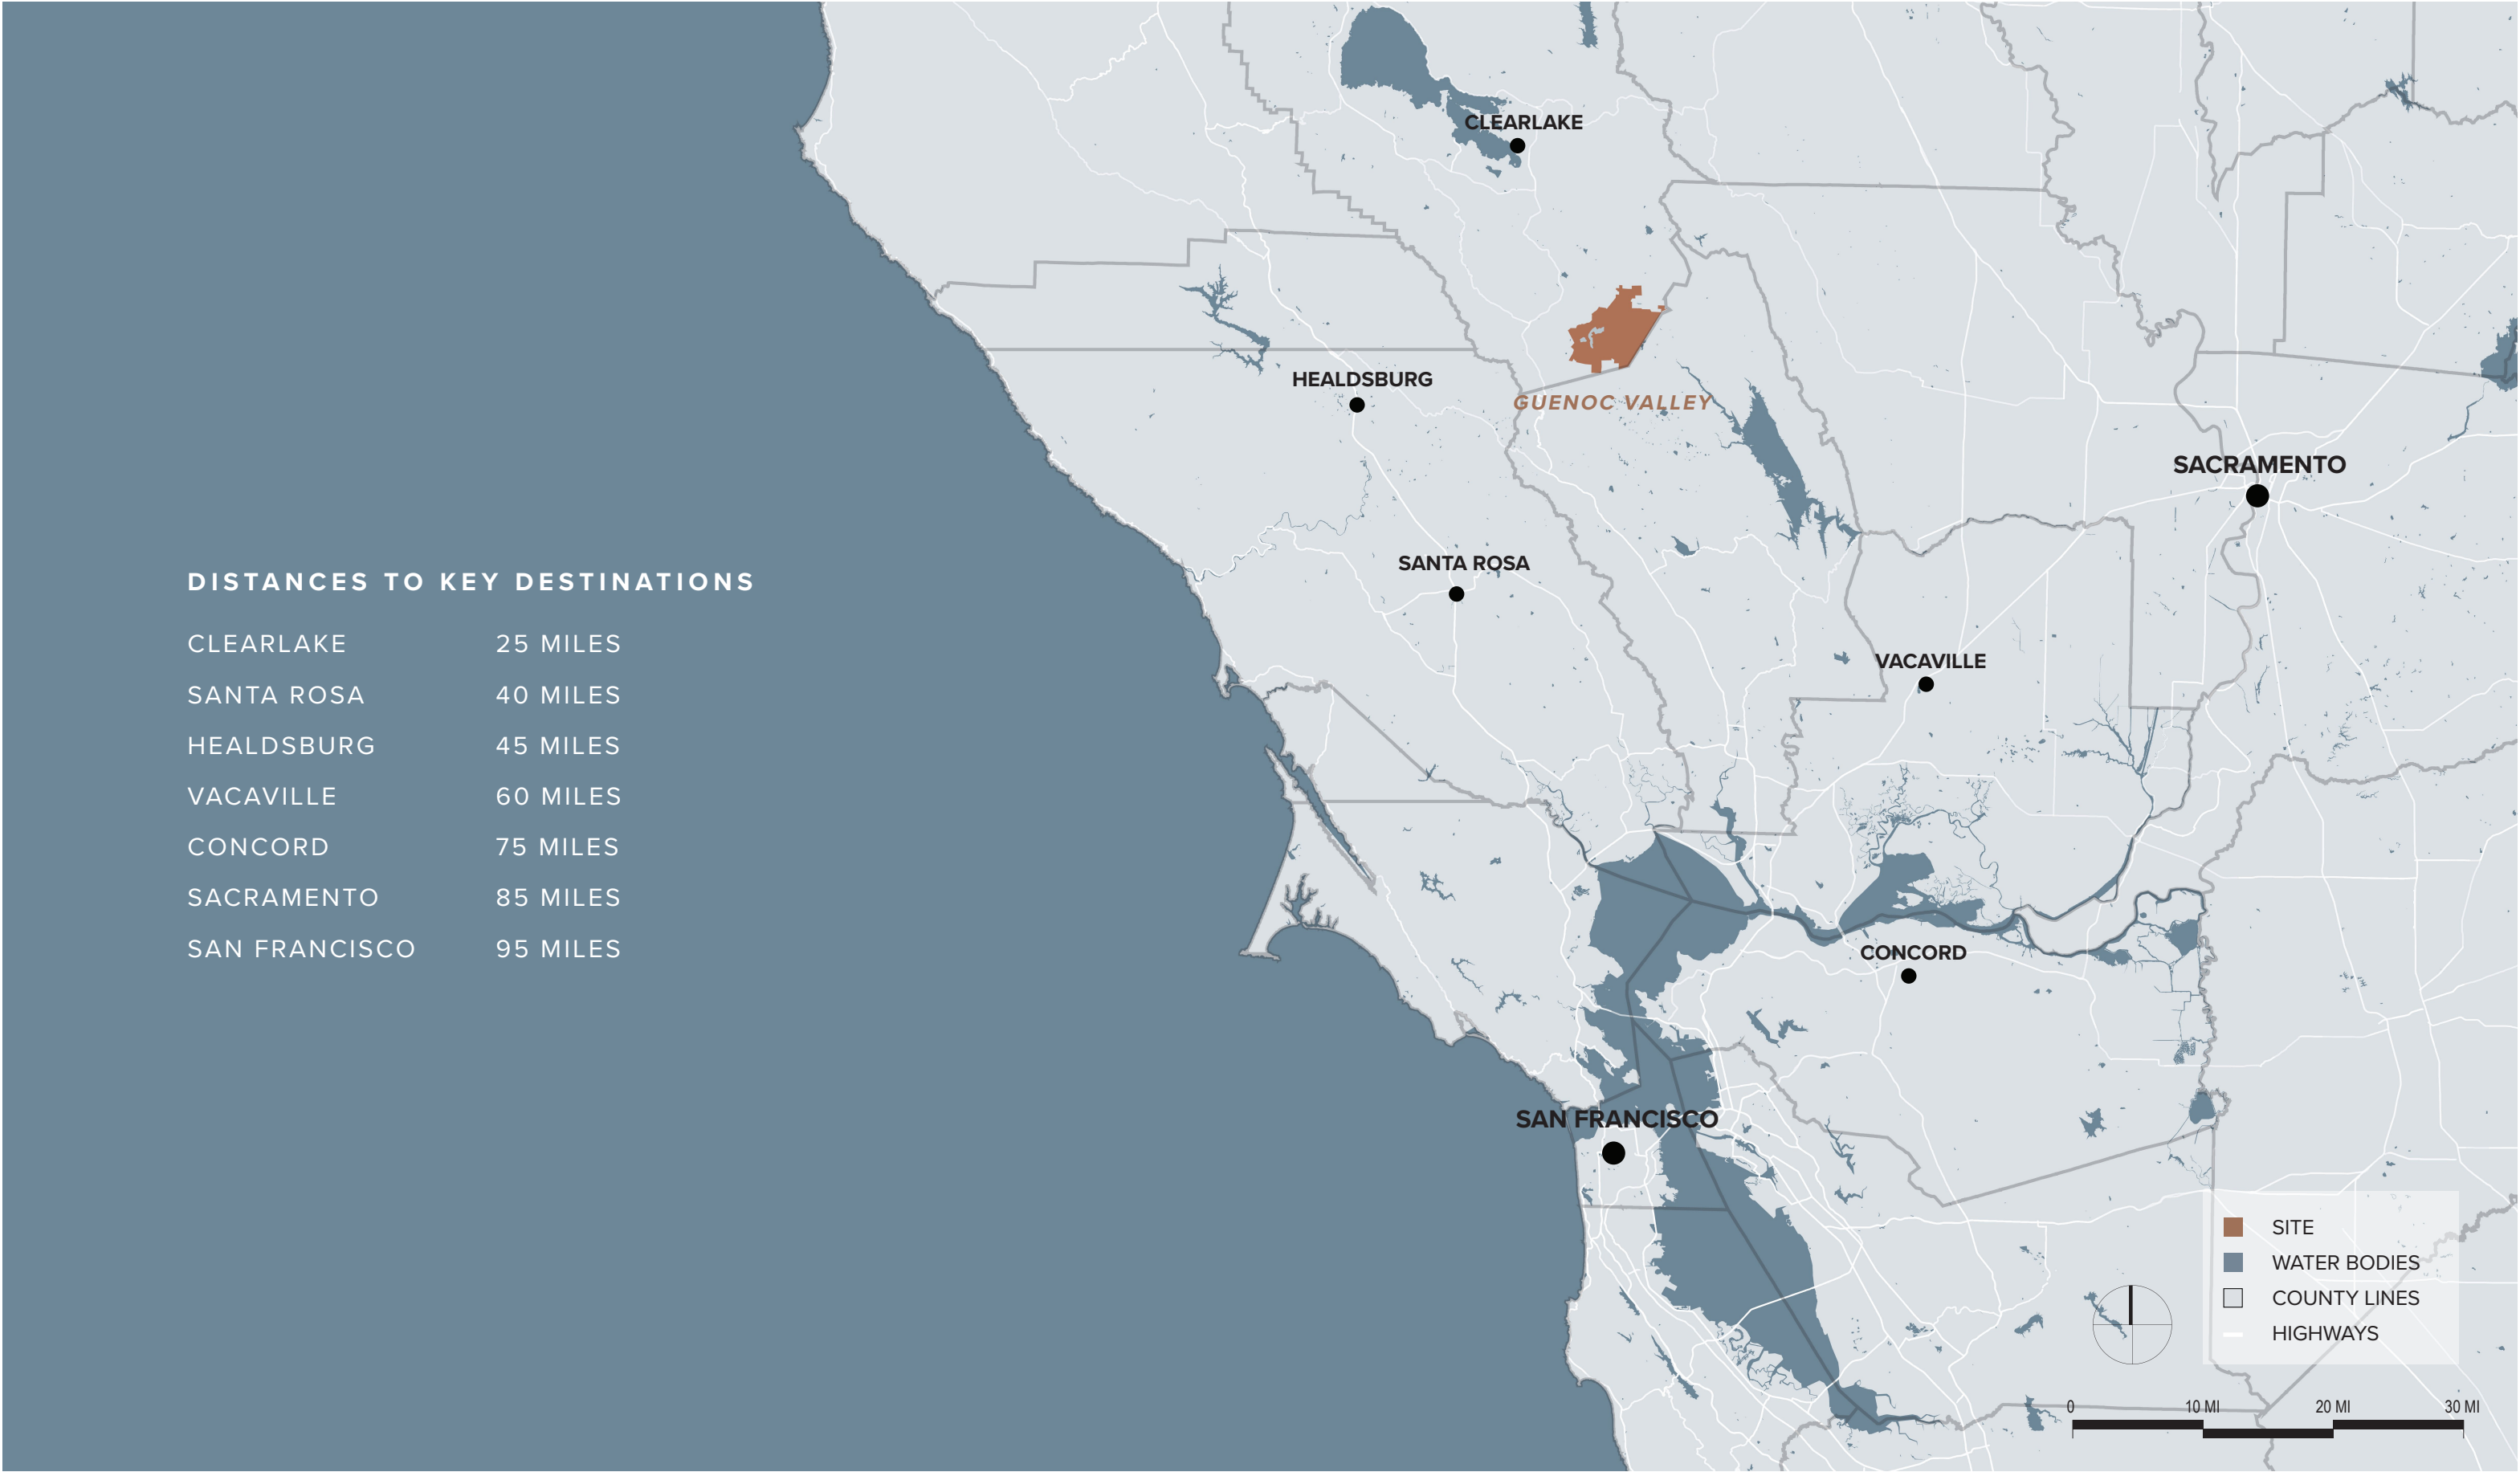 CLEARLAKE
HEALDSBURG
GUENOC VALLEY
SACRAMENTO
SANTA ROSA
VACAVILLE
CONCORD
SAN FRANCISCO
DISTANCES TO KEY DESTINATIONS
CLEARLAKE 25 MILES
SANTA ROSA 40 MILES
HEALDSBURG 45 MILES
VACAVILLE 60 MILES
CONCORD 75 MILES
SACRAMENTO 85 MILES
SAN FRANCISCO 95 MILES
SITE
WATER BODIES
COUNTY LINES
HIGHWAYS
0 10 MI 20 MI 30 MI